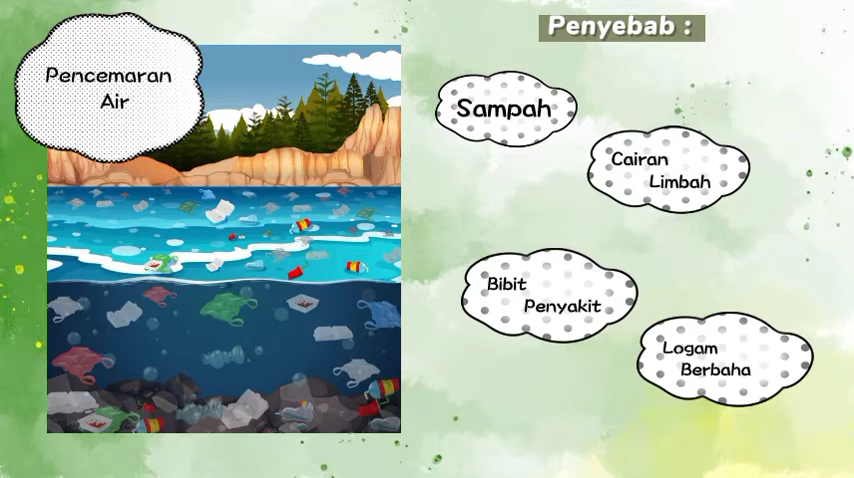 Pencemaran
Air
Penyebab :
Sampah
Cairan
Limbah
Bibit
Penyakit
Logam
Berbaha